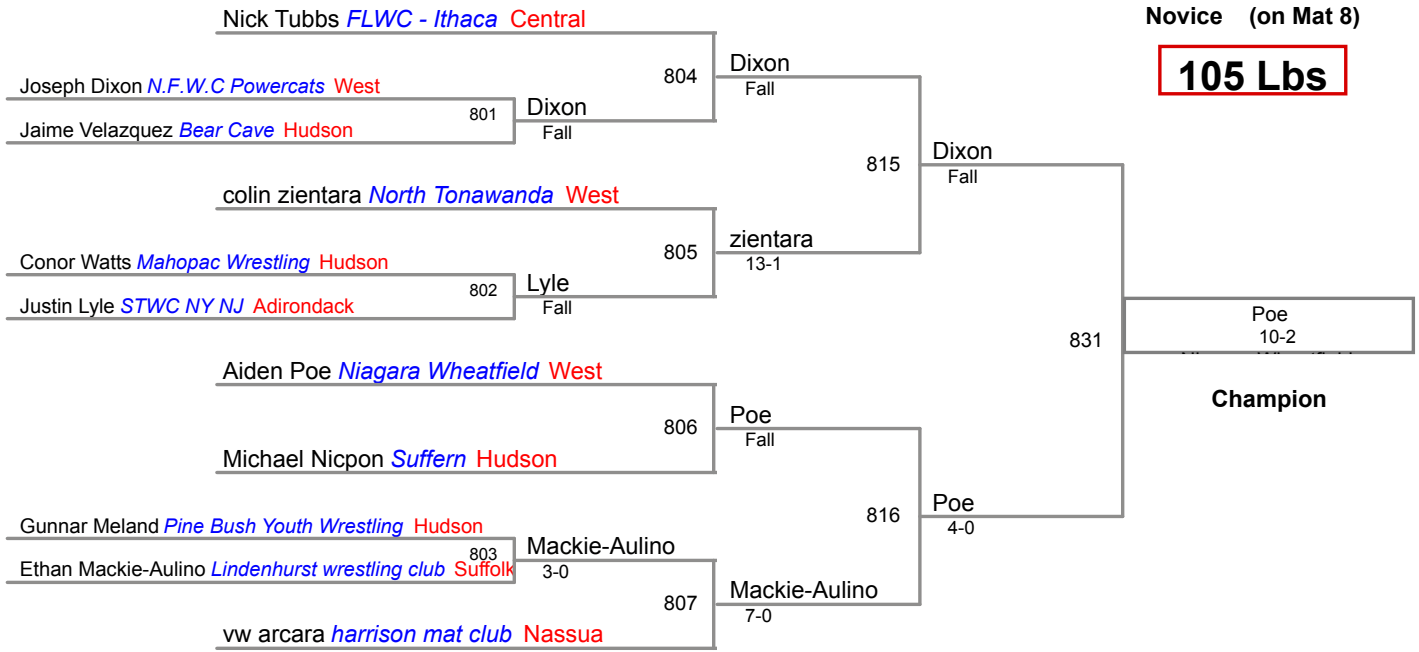 Nick Tubbs FLWC - Ithaca Central
Novice (on Mat 8)
105 Lbs
804
Dixon
Fall
Joseph Dixon N.F.W.C Powercats West
801
Dixon
Fall
Jaime Velazquez Bear Cave Hudson
815
Dixon
Fall
colin zientara North Tonawanda West
805
zientara
13-1
Conor Watts Mahopac Wrestling Hudson
802
Lyle
Fall
Justin Lyle STWC NY NJ Adirondack
831
Poe
10-2
Champion
Aiden Poe Niagara Wheatfield West
806
Poe
Fall
Michael Nicpon Suffern Hudson
816
Poe
4-0
Gunnar Meland Pine Bush Youth Wrestling Hudson
803
Mackie-Aulino
3-0
Ethan Mackie-Aulino Lindenhurst wrestling club Suffolk
807
Mackie-Aulino
7-0
vw arcara harrison mat club Nassua